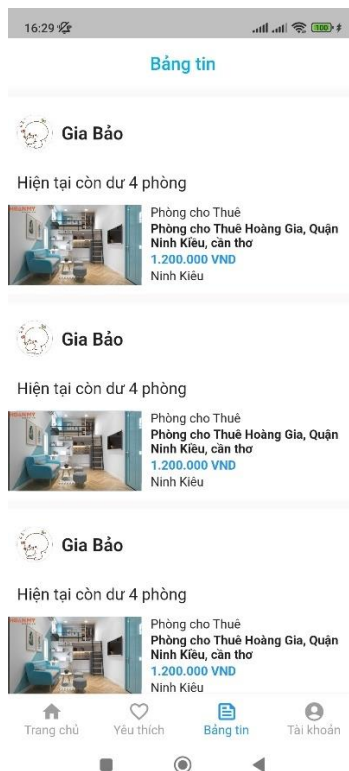 16:29
100
Bảng tin
Gia Bảo
Hiện tại còn dư 4 phòng
Phòng cho Thuê
Phòng cho Thuê Hoàng Gia, Quận
Ninh Kiều, cần thơ
1.200.000 VND
Ninh Kiêu
Gia Bảo
Hiện tại còn dư 4 phòng
Phòng cho Thuê
Phòng cho Thuê Hoàng Gia, Quận
Ninh Kiều, cần thơ
1.200.000 VND
Ninh Kiêu
Gia Bảo
Hiện tại còn dư 4 phòng
Phòng cho Thuê
Phòng cho Thuê Hoàng Gia, Quận
Ninh Kiều, cần thơ
1.200.000 VND
Ninh Kiêu
Trang chủ
Yêu thích
Bảng tin
Tài khoản